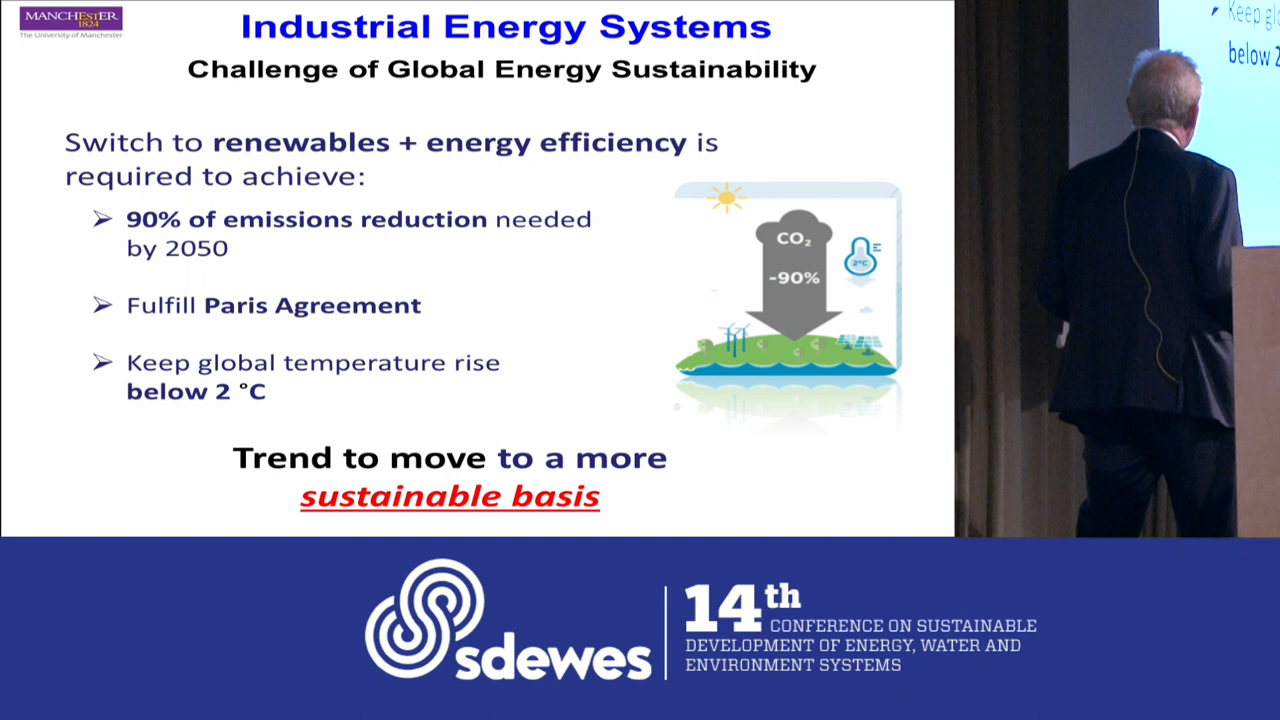 MANCHESTER
1824
The University of Manchester
Industrial Energy Systems
Challenge of Global Energy Sustainability
Switch to renewables + energy efficiency is
required to achieve:
➢ 90% of emissions reduction needed
by 2050
➢ Fulfill Paris Agreement
➢ Keep global temperature rise
below 2 °C
CO₂
-90%
2°C
Trend to move to a more
sustainable basis
Keep gl
below 2
sdewes
14th
CONFERENCE ON SUSTAINABLE
DEVELOPMENT OF ENERGY, WATER AND
ENVIRONMENT SYSTEMS